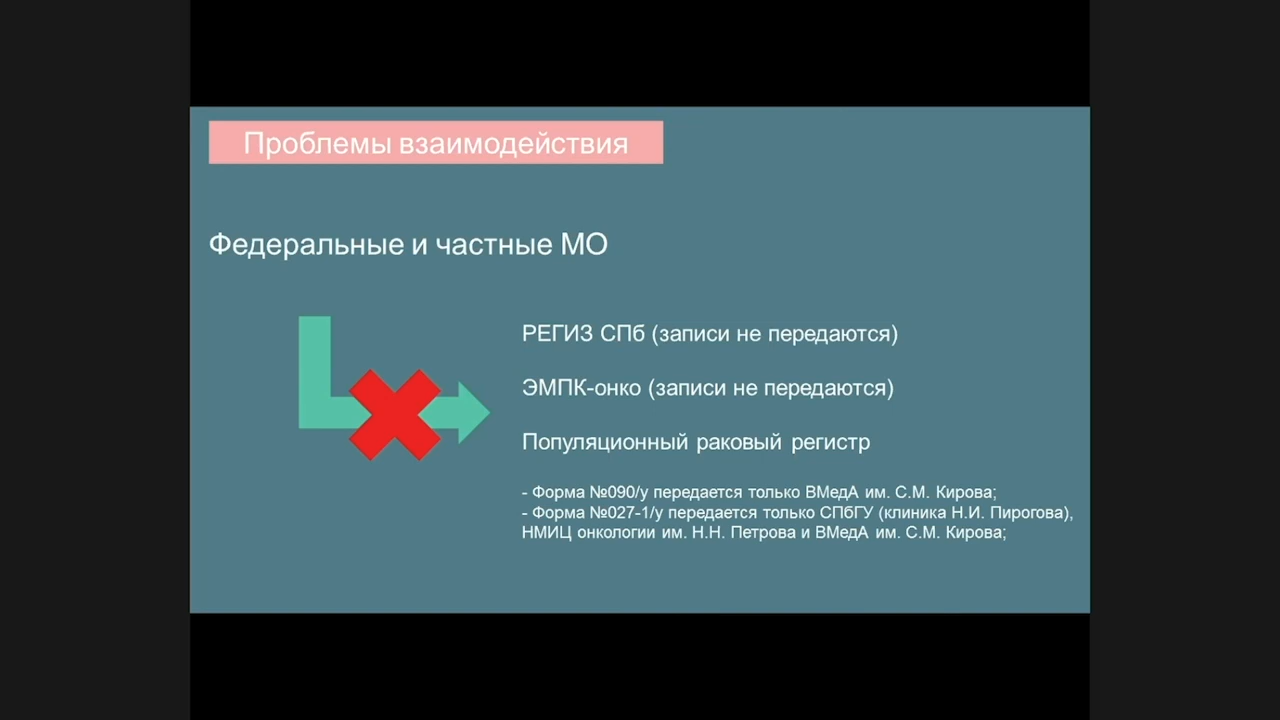 Проблемы взаимодействия
Федеральные и частные МО
РЕГИЗ СПб (записи не передаются)
ЭМПК-онко (записи не передаются)
Популяционный раковый регистр
- Форма №090/у передается только ВМедА им. С.М. Кирова;
- Форма №027-1/у передается только СПбГУ (клиника Н.И. Пирогова),
НМИЦ онкологии им. Н.Н. Петрова и ВМедА им. С.М. Кирова;